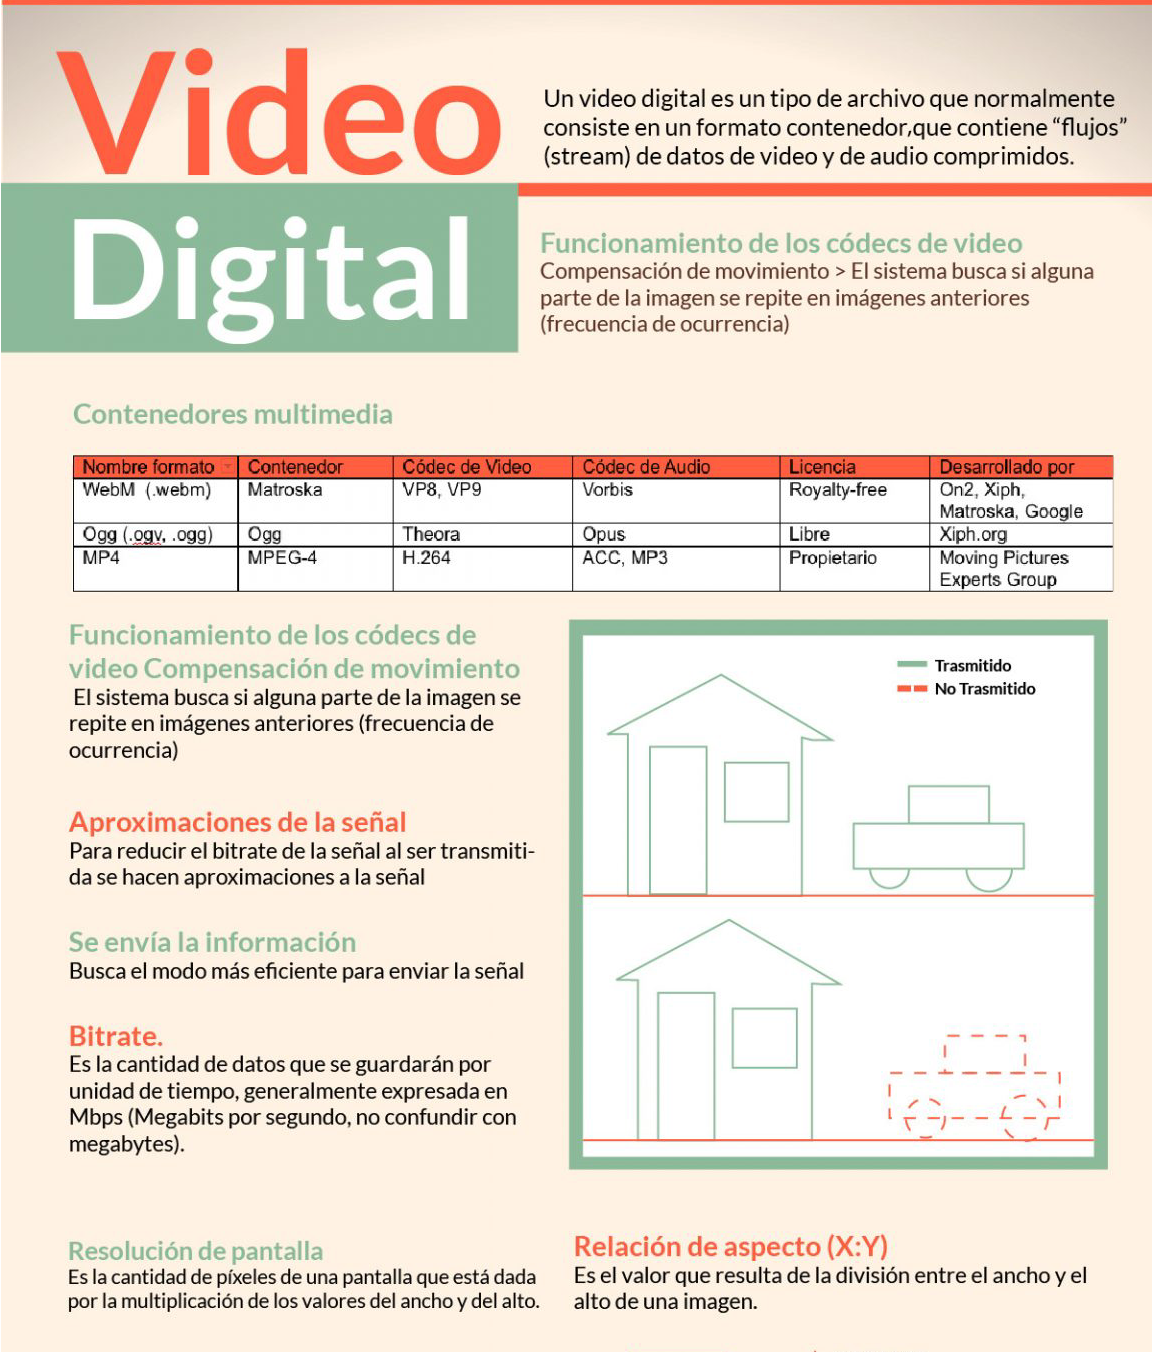 Video
Digital
Un video digital es un tipo de archivo que normalmente
consiste en un formato contenedor,que contiene “flujos”
(stream) de datos de video y de audio comprimidos.
Funcionamiento de los códecs de video
Compensación de movimiento > El sistema busca si alguna
parte de la imagen se repite en imágenes anteriores
(frecuencia de ocurrencia)
Contenedores multimedia
Nombre formato Contenedor Códec de Video Códec de Audio Licencia Desarrollado por
WebM (.webm) Matroska VP8, VP9 Vorbis Royalty-free On2, Xiph,
Matroska, Google
Ogg (.ogv, .ogg) Ogg Theora Opus Libre Xiph.org
MP4 MPEG-4 H.264 ACC, MP3 Propietario Moving Pictures
Experts Group
Funcionamiento de los códecs de
video Compensación de movimiento
El sistema busca si alguna parte de la imagen se
repite en imágenes anteriores (frecuencia de
ocurrencia)
Aproximaciones de la señal
Para reducir el bitrate de la señal al ser transmiti-
da se hacen aproximaciones a la señal
Se envía la información
Busca el modo más eficiente para enviar la señal
Bitrate.
Es la cantidad de datos que se guardarán por
unidad de tiempo, generalmente expresada en
Mbps (Megabits por segundo, no confundir con
megabytes).
Trasmitido
No Trasmitido
Resolución de pantalla
Es la cantidad de píxeles de una pantalla que está dada
por la multiplicación de los valores del ancho y del alto.
Relación de aspecto (X:Y)
Es el valor que resulta de la división entre el ancho y el
alto de una imagen.